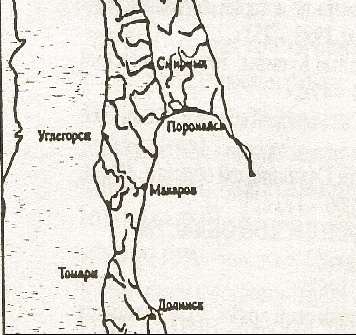 Смирных
Поронайск
Углегорск
Макаров
Томари
Долинск